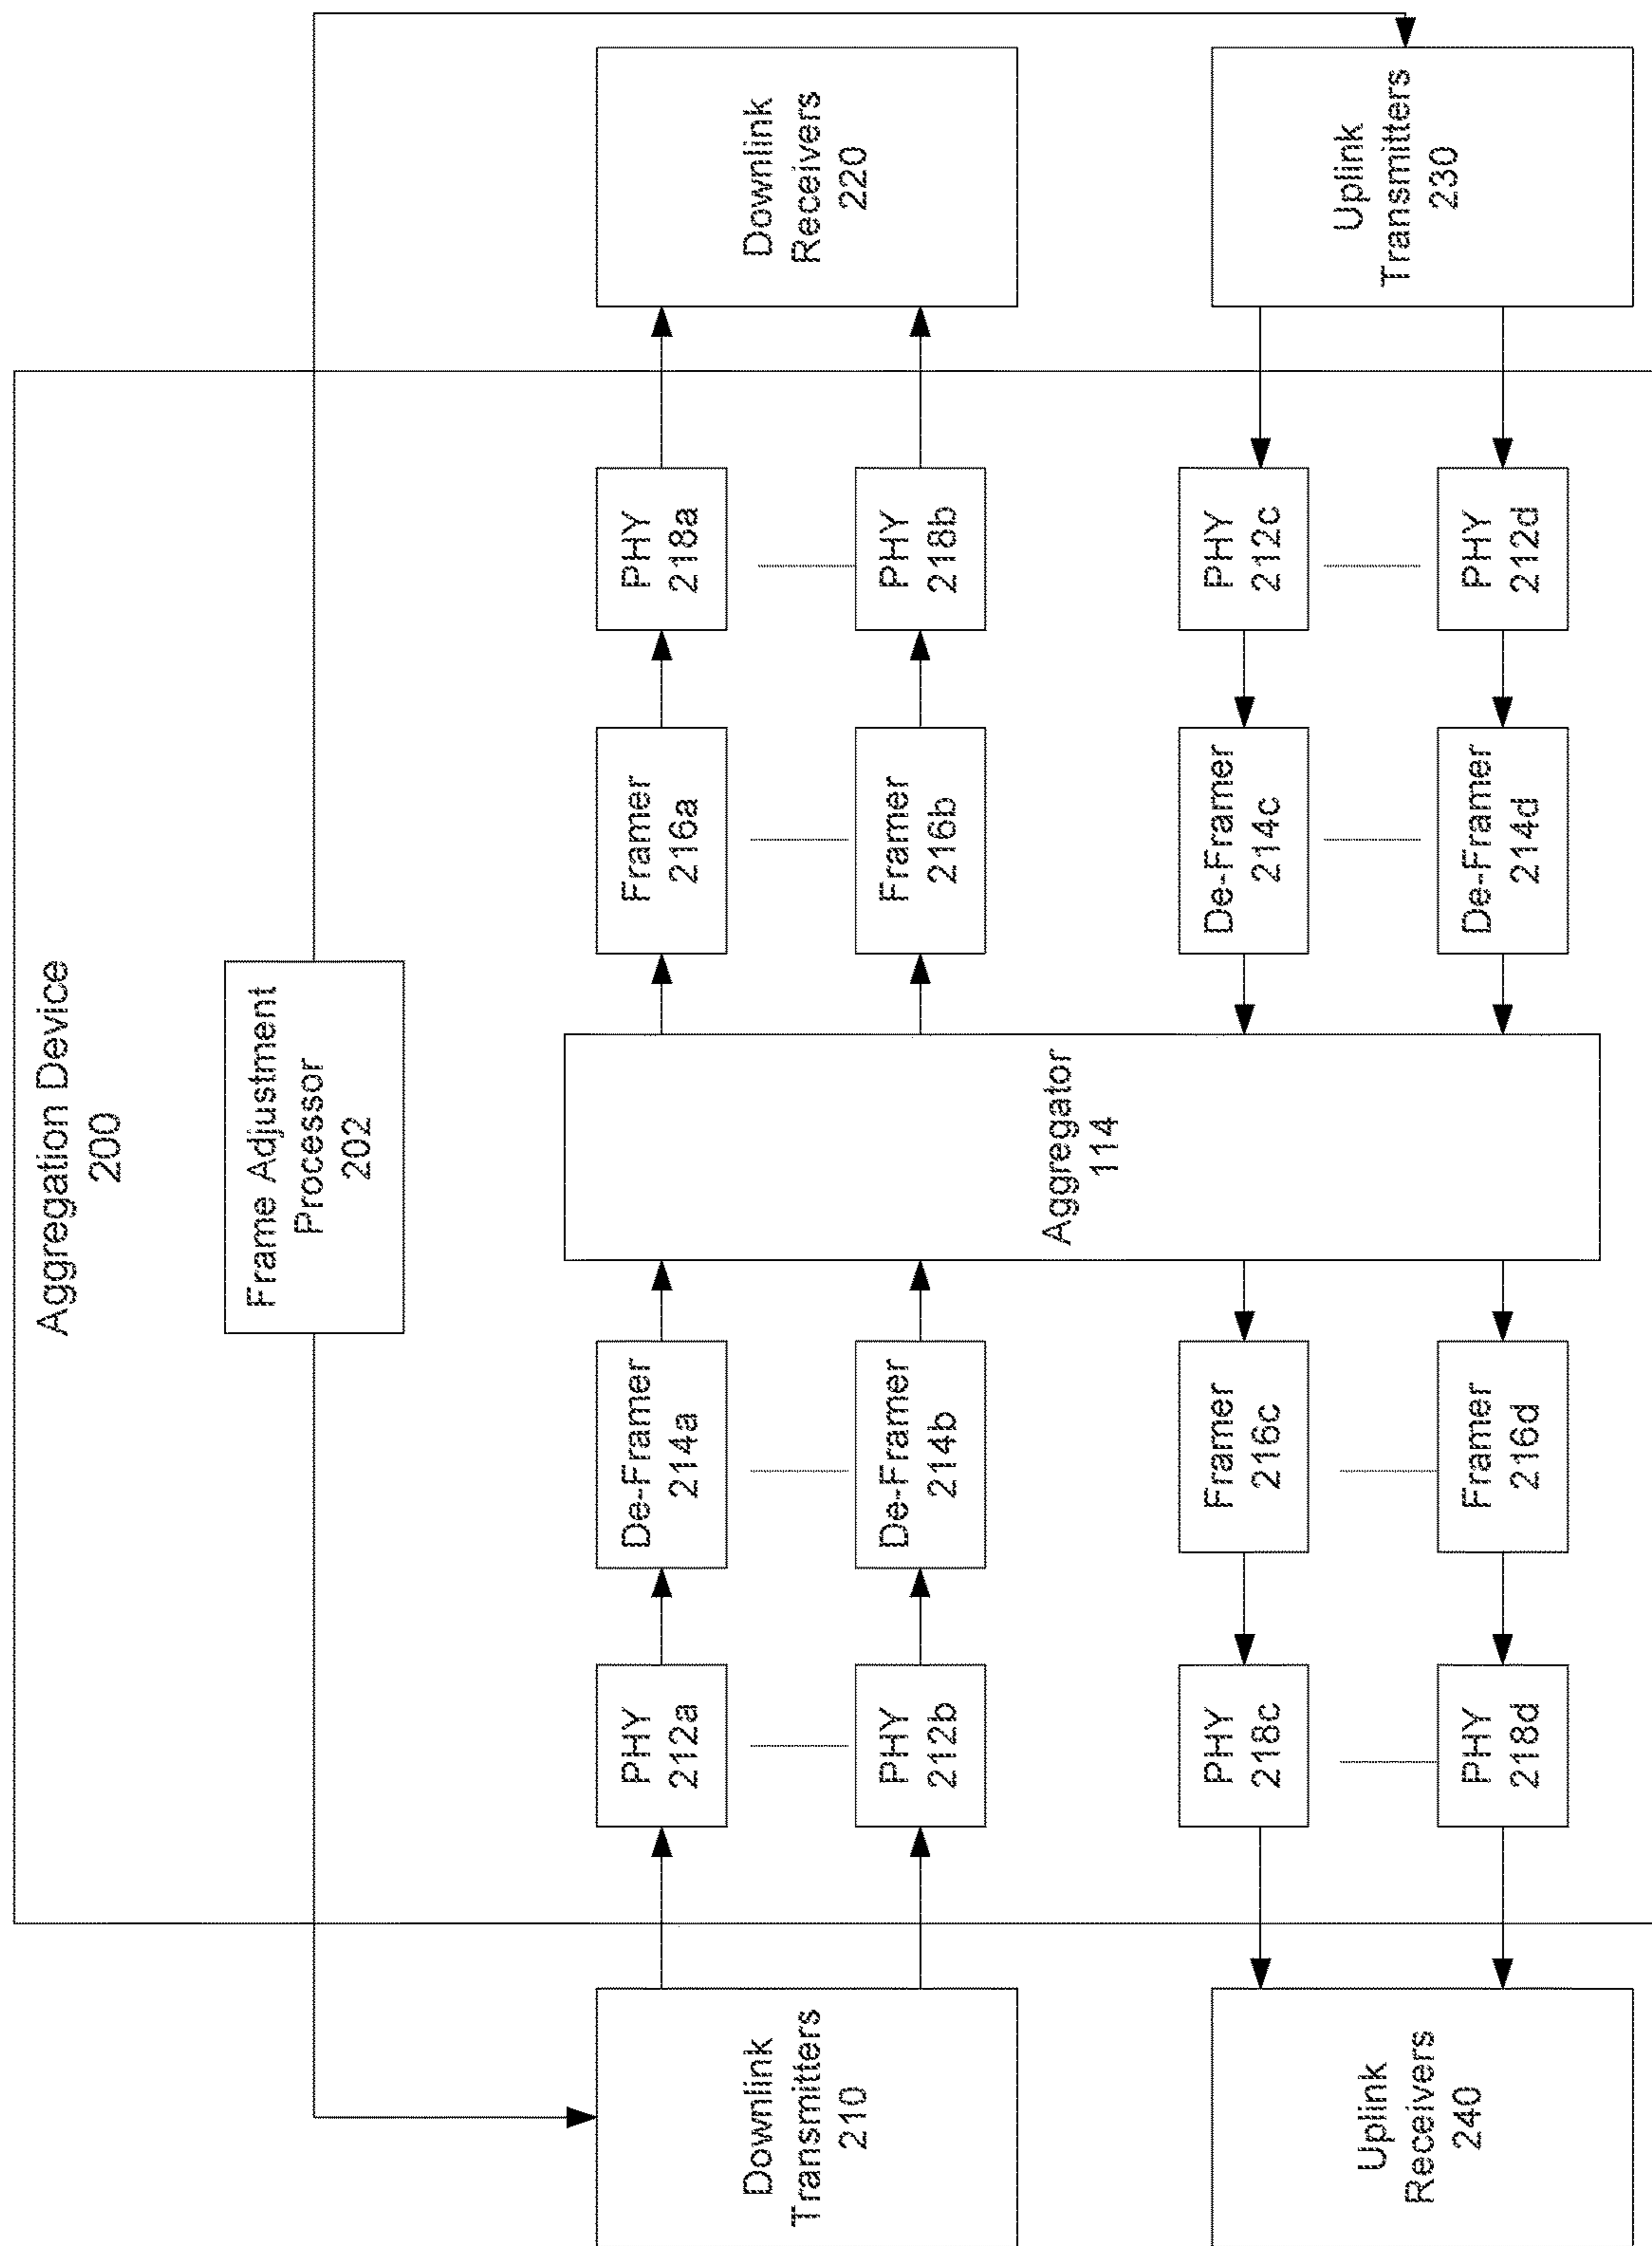 Aggregation Device
200
Frame Adjustment
Processor
202
Downlink
Transmitters
210
PHY
212a
De-Framer
214a
Framer
216a
PHY
218a
Downlink
Receivers
220
PHY
212b
De-Framer
214b
Framer
216b
PHY
218b
Aggregator
114
Uplink
Receivers
240
PHY
218c
Framer
216c
De-Framer
214c
PHY
212c
Uplink
Transmitters
230
PHY
218d
Framer
216d
De-Framer
214d
PHY
212d